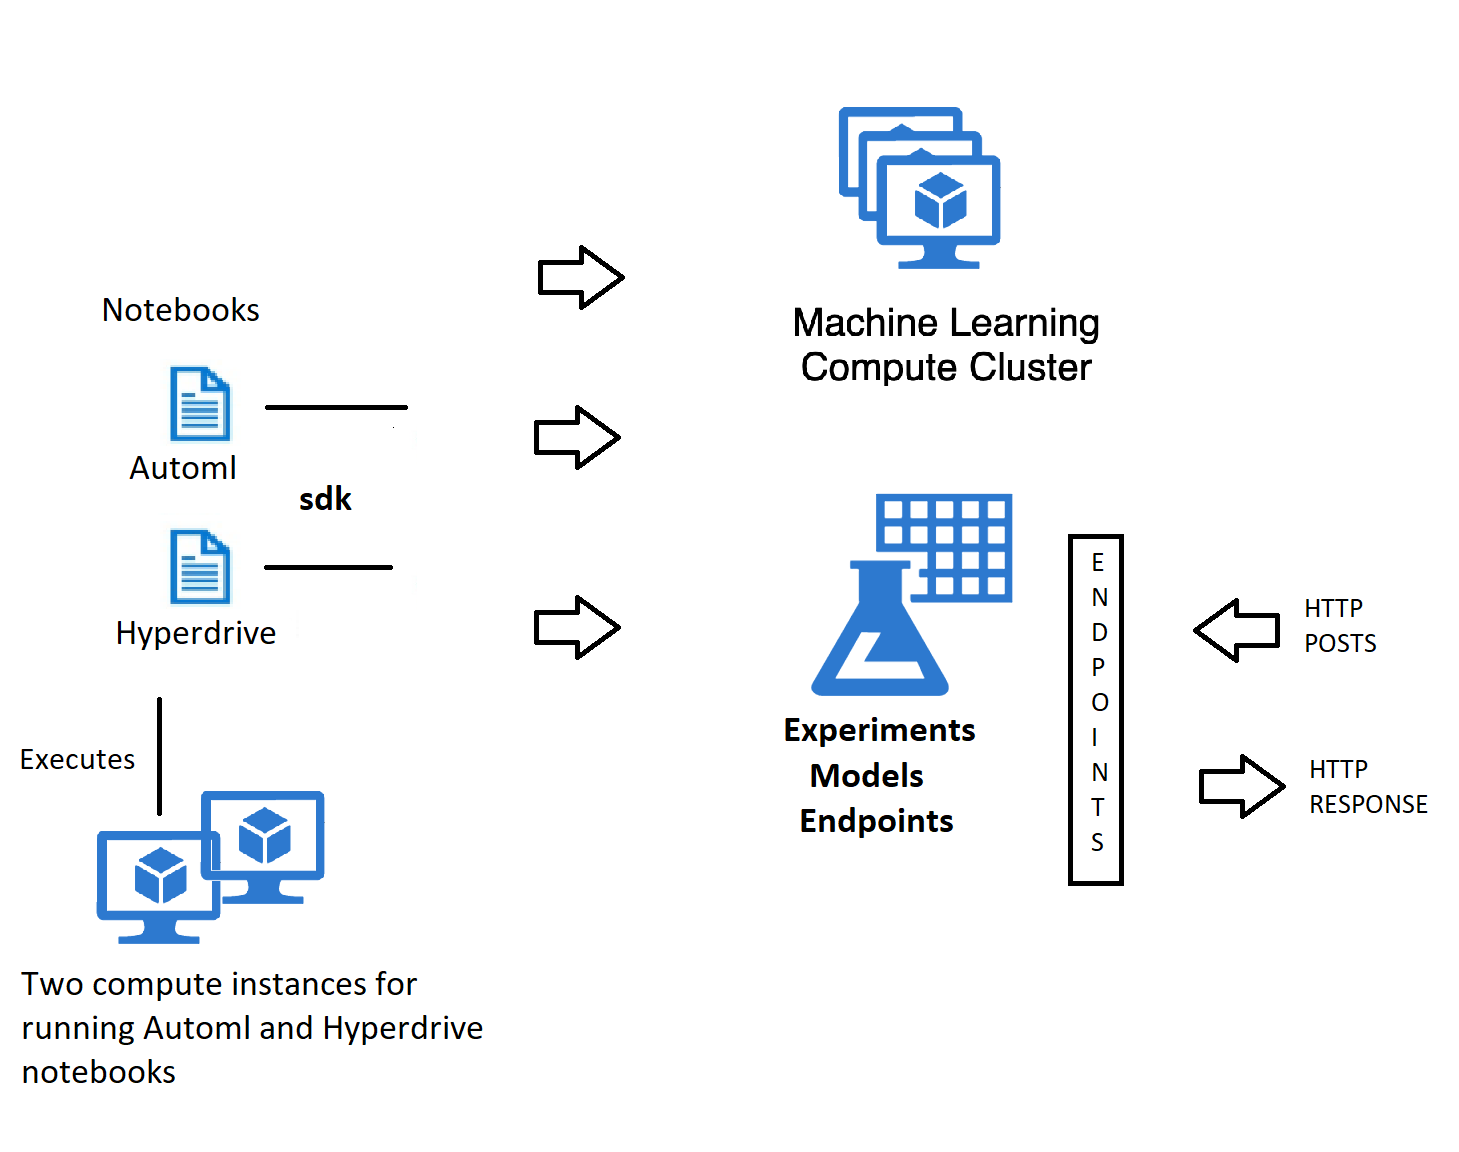 Notebooks
Automl
sdk
Hyperdrive
Executes
Two compute instances for
running Automl and Hyperdrive
notebooks
Machine Learning
Compute Cluster
Experiments
Models
Endpoints
ENDPOINTS
HTTP
POSTS
HTTP
RESPONSE